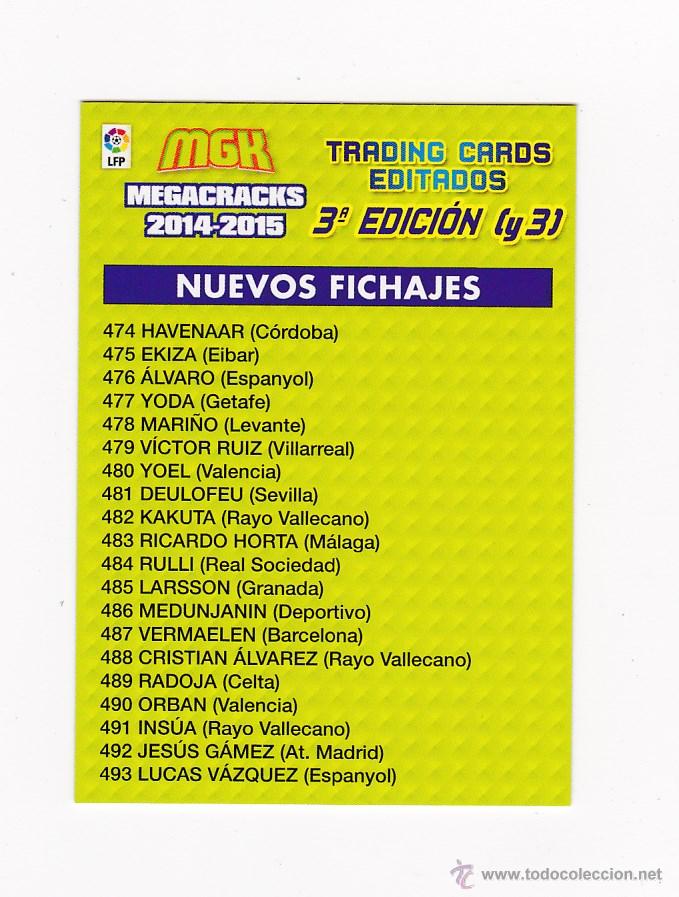 LFP
MGK
MEGACRACKS
2014-2015
TRADING CARDS
EDITADOS
3ª EDICIÓN (y 3)
NUEVOS FICHAJES
474 HAVENAAR (Córdoba)
475 EKIZA (Eibar)
476 ÁLVARO (Espanyol)
477 YODA (Getafe)
478 MARIÑO (Levante)
479 VÍCTOR RUIZ (Villarreal)
480 YOEL (Valencia)
481 DEULOFEU (Sevilla)
482 KAKUTA (Rayo Vallecano)
483 RICARDO HORTA (Málaga)
484 RULLI (Real Sociedad)
485 LARSSON (Granada)
486 MEDUNJANIN (Deportivo)
487 VERMAELEN (Barcelona)
488 CRISTIAN ÁLVAREZ (Rayo Vallecano)
489 RADOJA (Celta)
490 ORBAN (Valencia)
491 INSÚA (Rayo Vallecano)
492 JESÚS GÁMEZ (At. Madrid)
493 LUCAS VÁZQUEZ (Espanyol)
www.todocoleccion.net